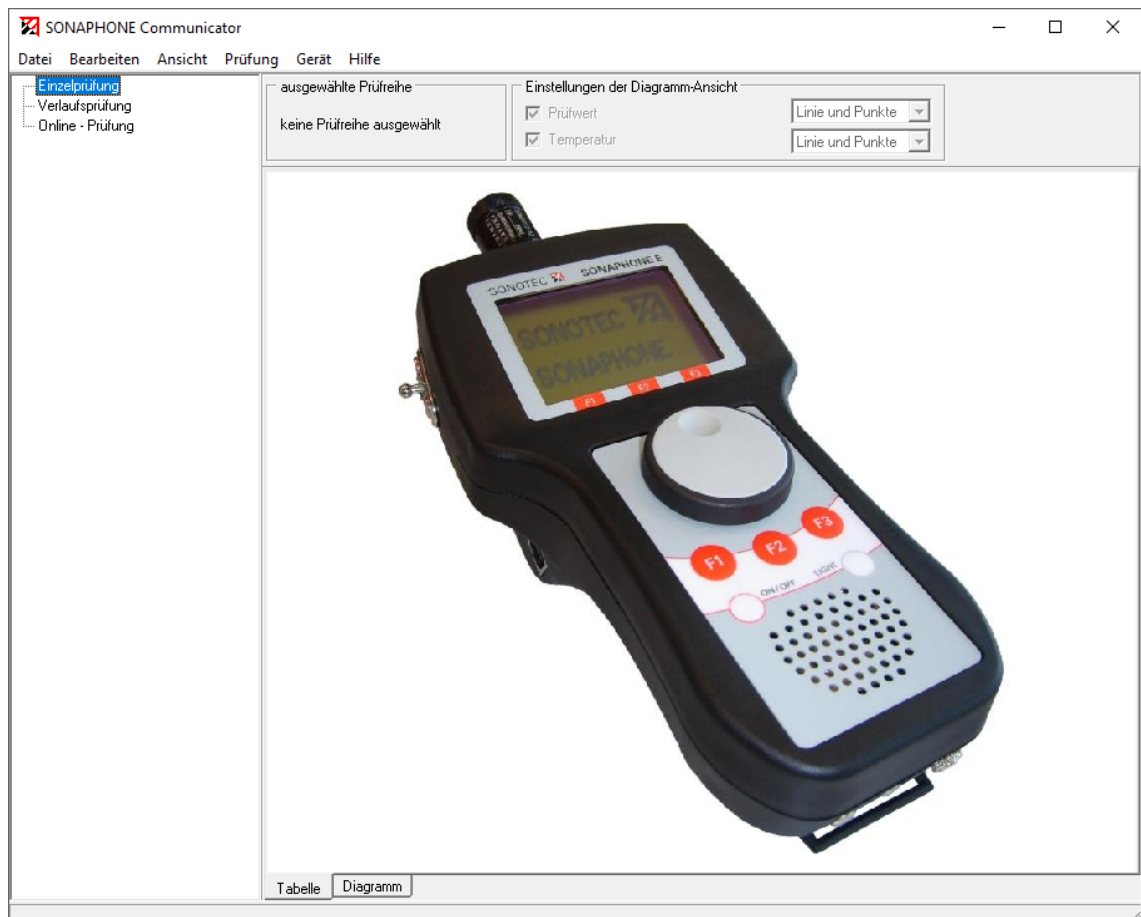 SONAPHONE Communicator
Datei Bearbeiten Ansicht Prüfung Gerät Hilfe
Einzelprüfung
Verlaufsprüfung
Online - Prüfung
ausgewählte Prüfreihe
keine Prüfreihe ausgewählt
Einstellungen der Diagramm-Ansicht
Prüfwert
Linie und Punkte
Temperatur
Linie und Punkte
SONOTEC SONAPHONE E
SONOTEC
SONAPHONE
F1 F2 F3
F1 F2 F3
ON/OFF LIGHT
Tabelle Diagramm